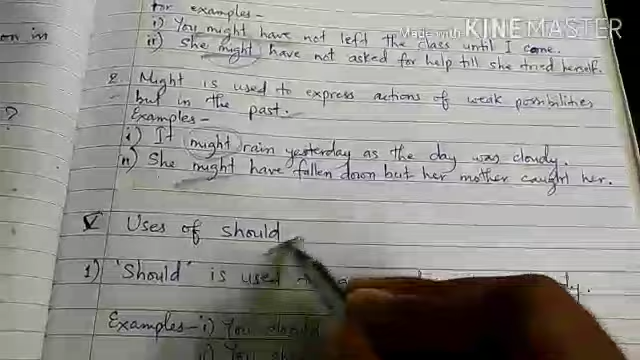 for examples-
i) You might have not left the class until I come.
Made with KINEMASTER
on in
ii) She might have not asked for help till she tried herself.
2. Might is used to express actions of weak possibilities
but in the past.
?
Examples-
i) It might rain yesterday as the day was cloudy.
ii) She might have fallen down but her mother caught her.
V Uses of should
1) "Should" is used
Examples- i) You should
ii) You